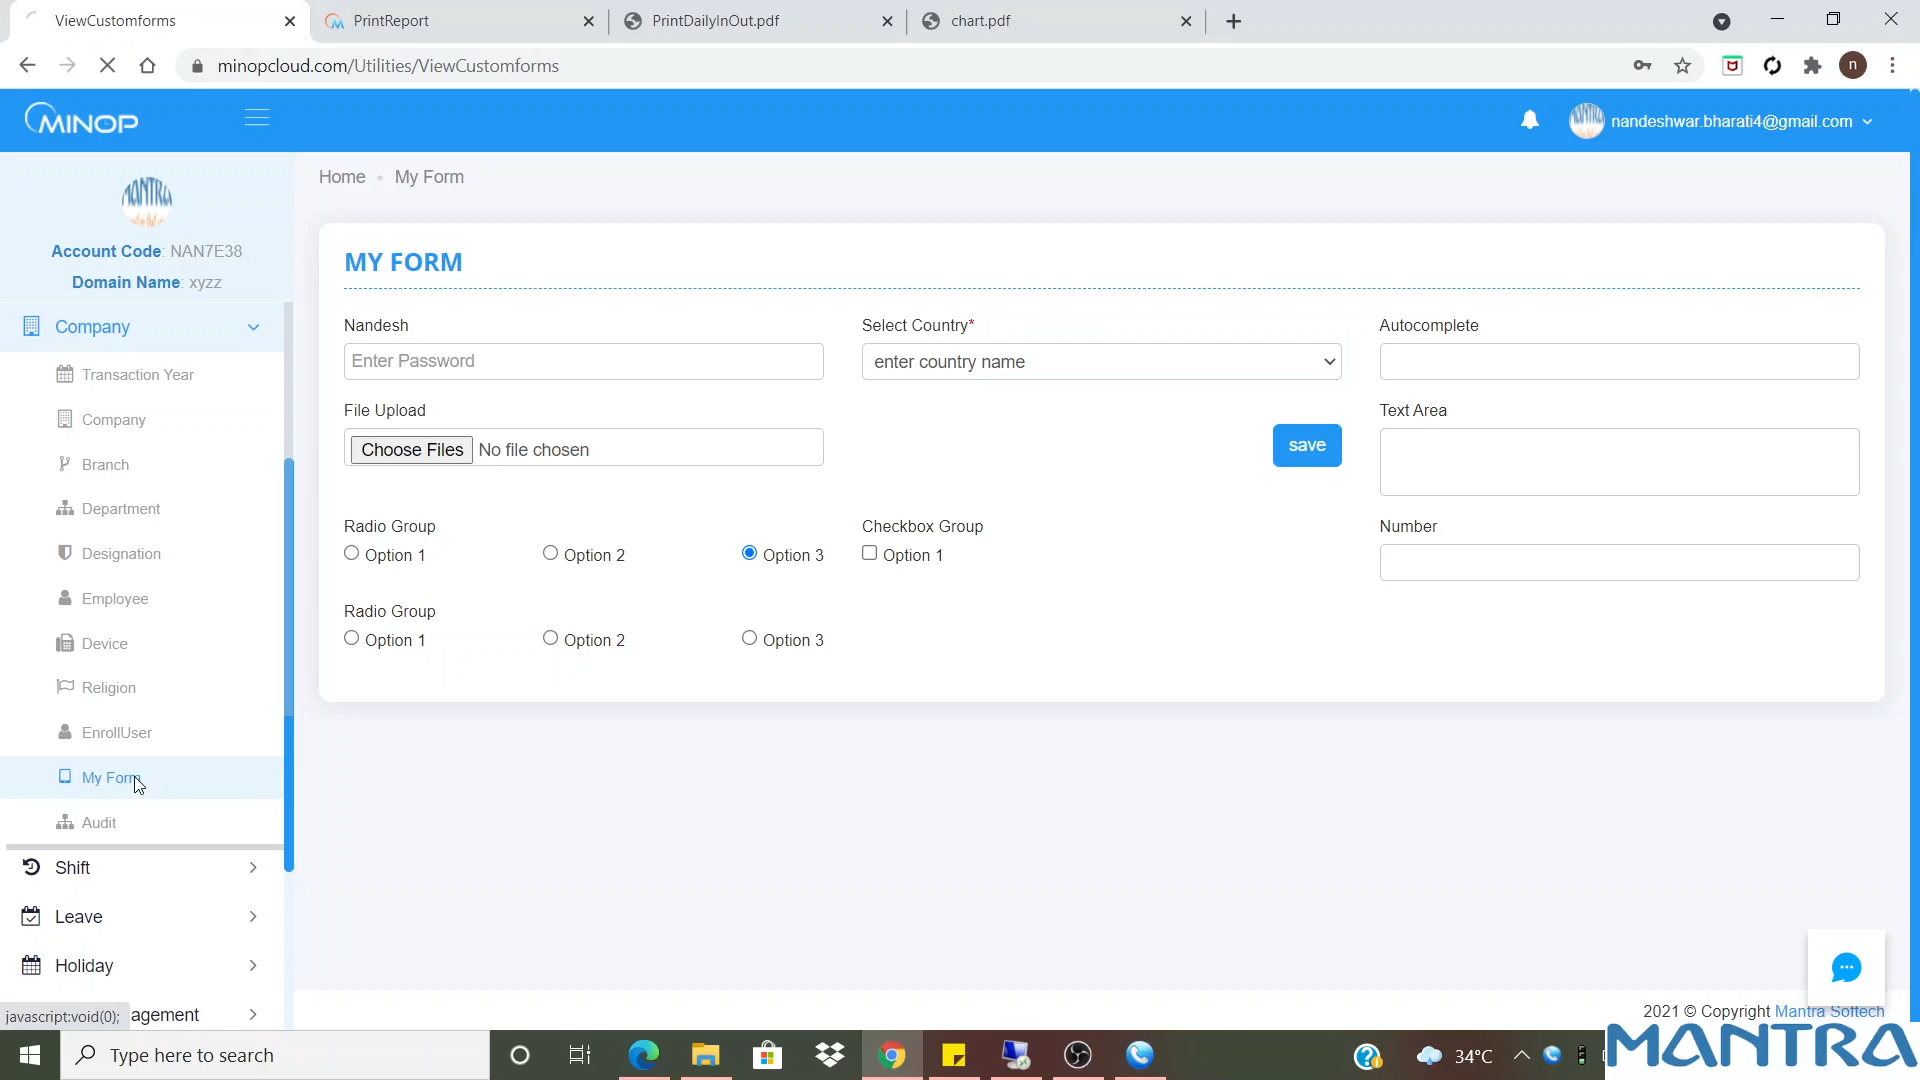 ViewCustomforms
PrintReport
PrintDailyInOut.pdf
chart.pdf
minopcloud.com/Utilities/ViewCustomforms
n
MINOP
MANTRA
nandeshwar.bharati4@gmail.com
MANTRA
Account Code: NAN7E38
Domain Name: xyzz
Company
Transaction Year
Company
Branch
Department
Designation
Employee
Device
Religion
EnrollUser
My Form
Audit
Shift
Leave
Holiday
agement
javascript:void(0);
Home • My Form
MY FORM
Nandesh
Enter Password
Select Country*
enter country name
Autocomplete
File Upload
Choose Files No file chosen
save
Text Area
Radio Group
Option 1
Option 2
Option 3
Checkbox Group
Option 1
Number
Radio Group
Option 1
Option 2
Option 3
2021 © Copyright Mantra Softech
Type here to search
34°C
MANTRA